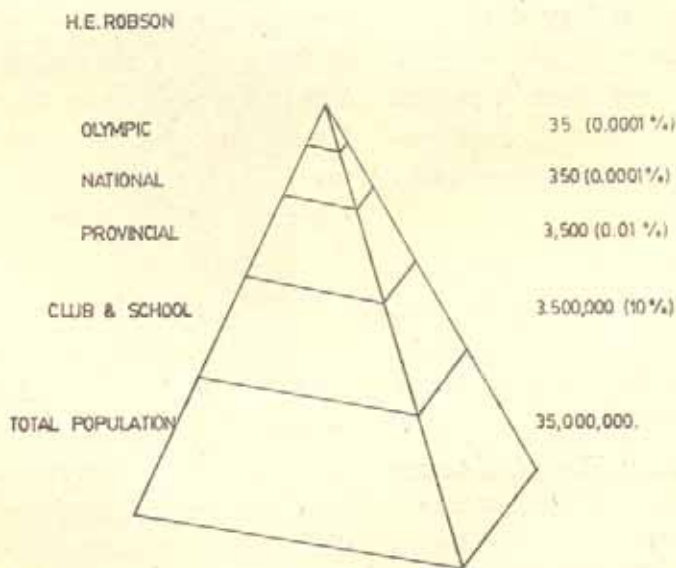 H.E. ROBSON
OLYMPIC 35 (0.0001 %)
NATIONAL 350 (0.0001 %)
PROVINCIAL 3,500 (0.01 %)
CLUB & SCHOOL 3.500,000 (10 %)
TOTAL POPULATION 35,000,000.